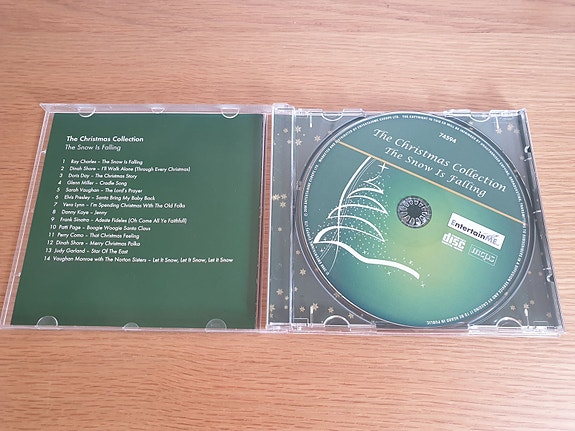 The Christmas Collection
The Snow Is Falling
1 Ray Charles – The Snow Is Falling
2 Dinah Shore – I'll Walk Alone (Through Every Christmas)
3 Doris Day – The Christmas Story
4 Glenn Miller – Cradle Song
5 Sarah Vaughan – The Lord's Prayer
6 Elvis Presley – Santa Bring My Baby Back
7 Vera Lynn – I'm Spending Christmas With The Old Folks
8 Danny Kaye – Jenny
9 Frank Sinatra – Adeste Fideles (Oh Come All Ye Faithful)
10 Patti Page – Boogie Woogie Santa Claus
11 Perry Como – That Christmas Feeling
12 Dinah Shore – Merry Christmas Polka
13 Judy Garland – Star Of The East
14 Vaughan Monroe with The Norton Sisters – Let It Snow, Let It Snow, Let It Snow
74294
The Christmas Collection
The Snow Is Falling
EntertainMe
disc